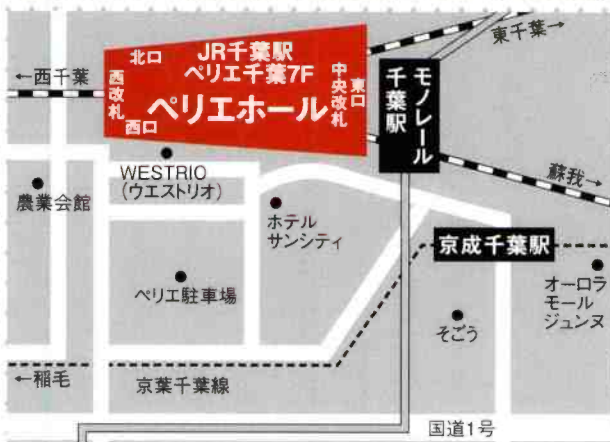 東千葉→
北口
JR千葉駅
ペリエ千葉7F
←西千葉
西改札
ペリエホール
中央改札
東口
西口
モノレール
千葉駅
蘇我→
WESTRIO
(ウエストリオ)
農業会館
ホテル
サンシティ
京成千葉駅
ペリエ駐車場
そごう
オーロラ
モール
ジュンヌ
←稲毛
京葉千葉線
国道1号